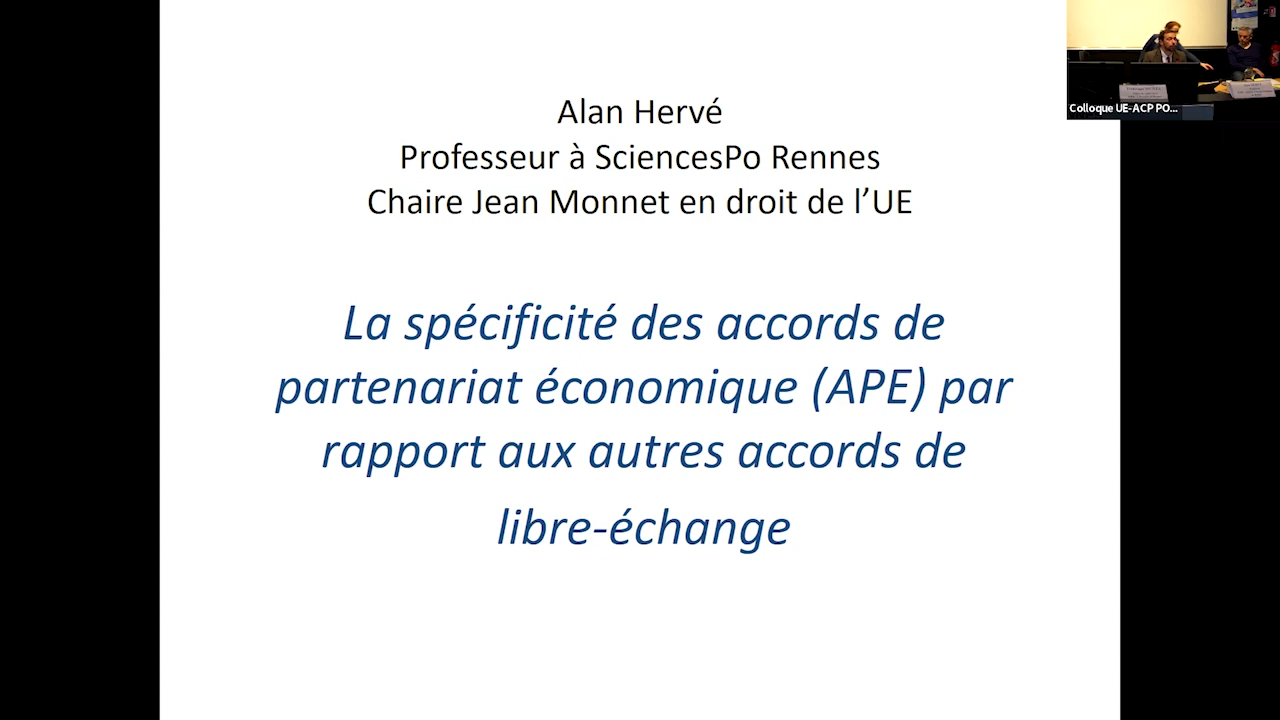 Alan Hervé
Professeur à SciencesPo Rennes
Chaire Jean Monnet en droit de l’UE
La spécificité des accords de
partenariat économique (APE) par
rapport aux autres accords de
libre-échange
Colloque UE-ACP PO...